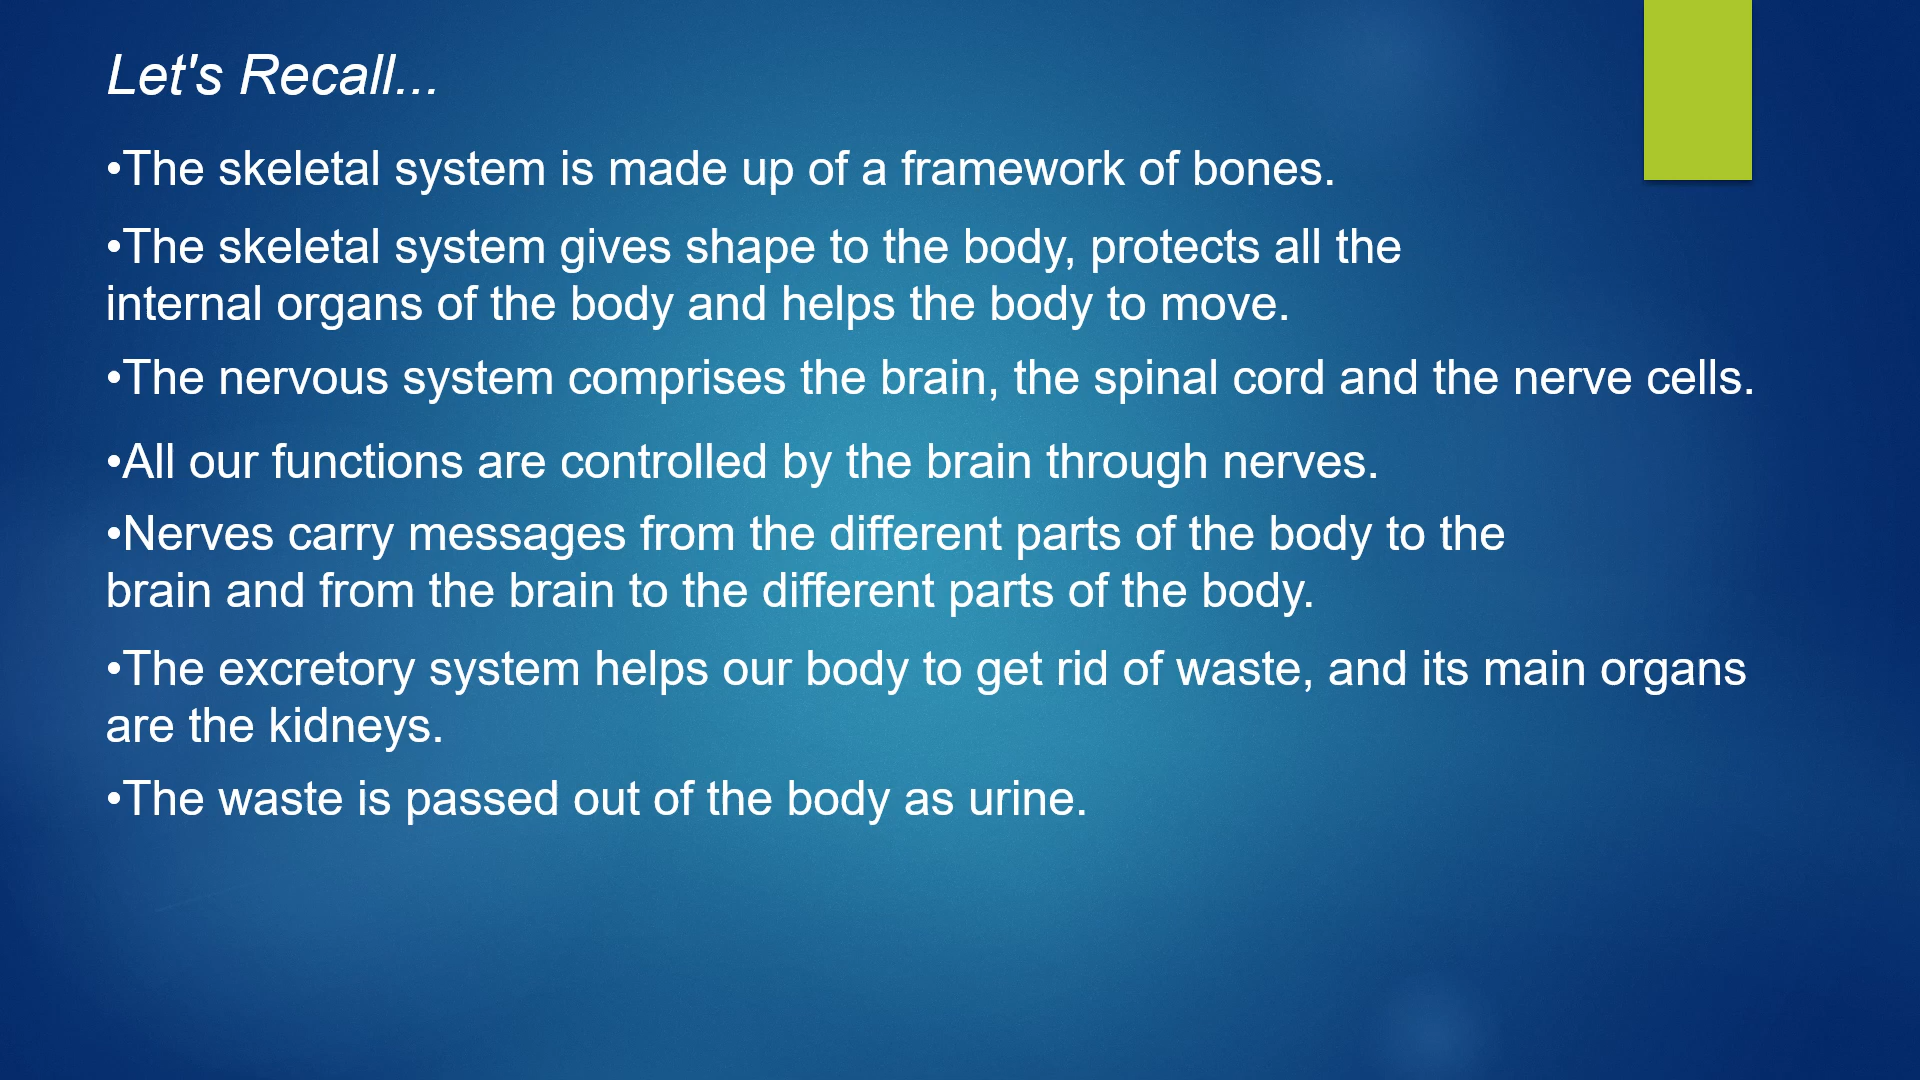 Let's Recall...
•The skeletal system is made up of a framework of bones.
•The skeletal system gives shape to the body, protects all the
internal organs of the body and helps the body to move.
•The nervous system comprises the brain, the spinal cord and the nerve cells.
•All our functions are controlled by the brain through nerves.
•Nerves carry messages from the different parts of the body to the
brain and from the brain to the different parts of the body.
•The excretory system helps our body to get rid of waste, and its main organs
are the kidneys.
•The waste is passed out of the body as urine.